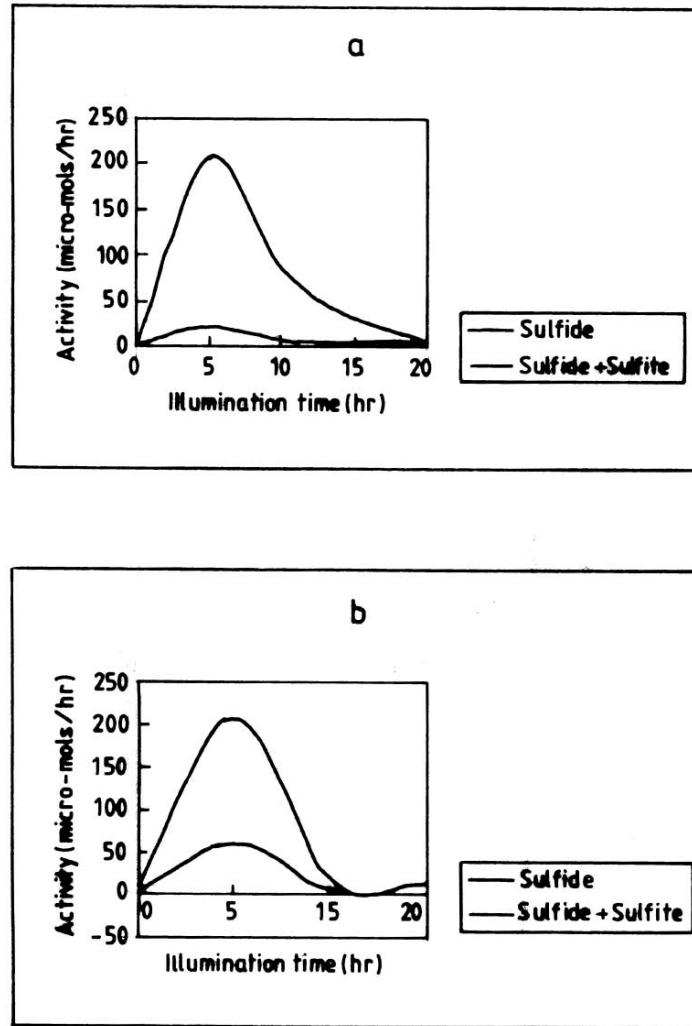 a
Activity (micro-mols/hr)
250
200
150
100
50
0
0 5 10 15 20
Illumination time (hr)
Sulfide
Sulfide + Sulfite
b
Activity (micro-mols/hr)
250
200
150
100
50
0
-50
0 5 15 20
Illumination time (hr)
Sulfide
Sulfide + Sulfite